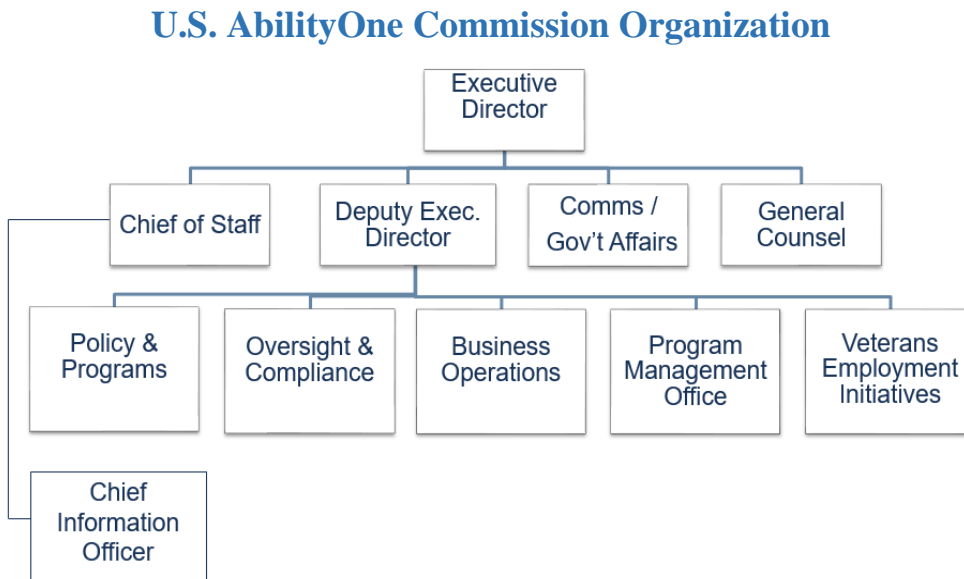 U.S. AbilityOne Commission Organization
Executive
Director
Chief of Staff
Deputy Exec.
Director
Comms /
Gov’t Affairs
General
Counsel
Policy &
Programs
Oversight &
Compliance
Business
Operations
Program
Management
Office
Veterans
Employment
Initiatives
Chief
Information
Officer